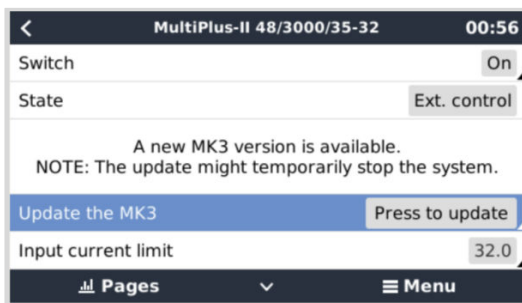 MultiPlus-II 48/3000/35-32 00:56
Switch On
State Ext. control
A new MK3 version is available.
NOTE: The update might temporarily stop the system.
Update the MK3 Press to update
Input current limit 32.0
Pages Menu